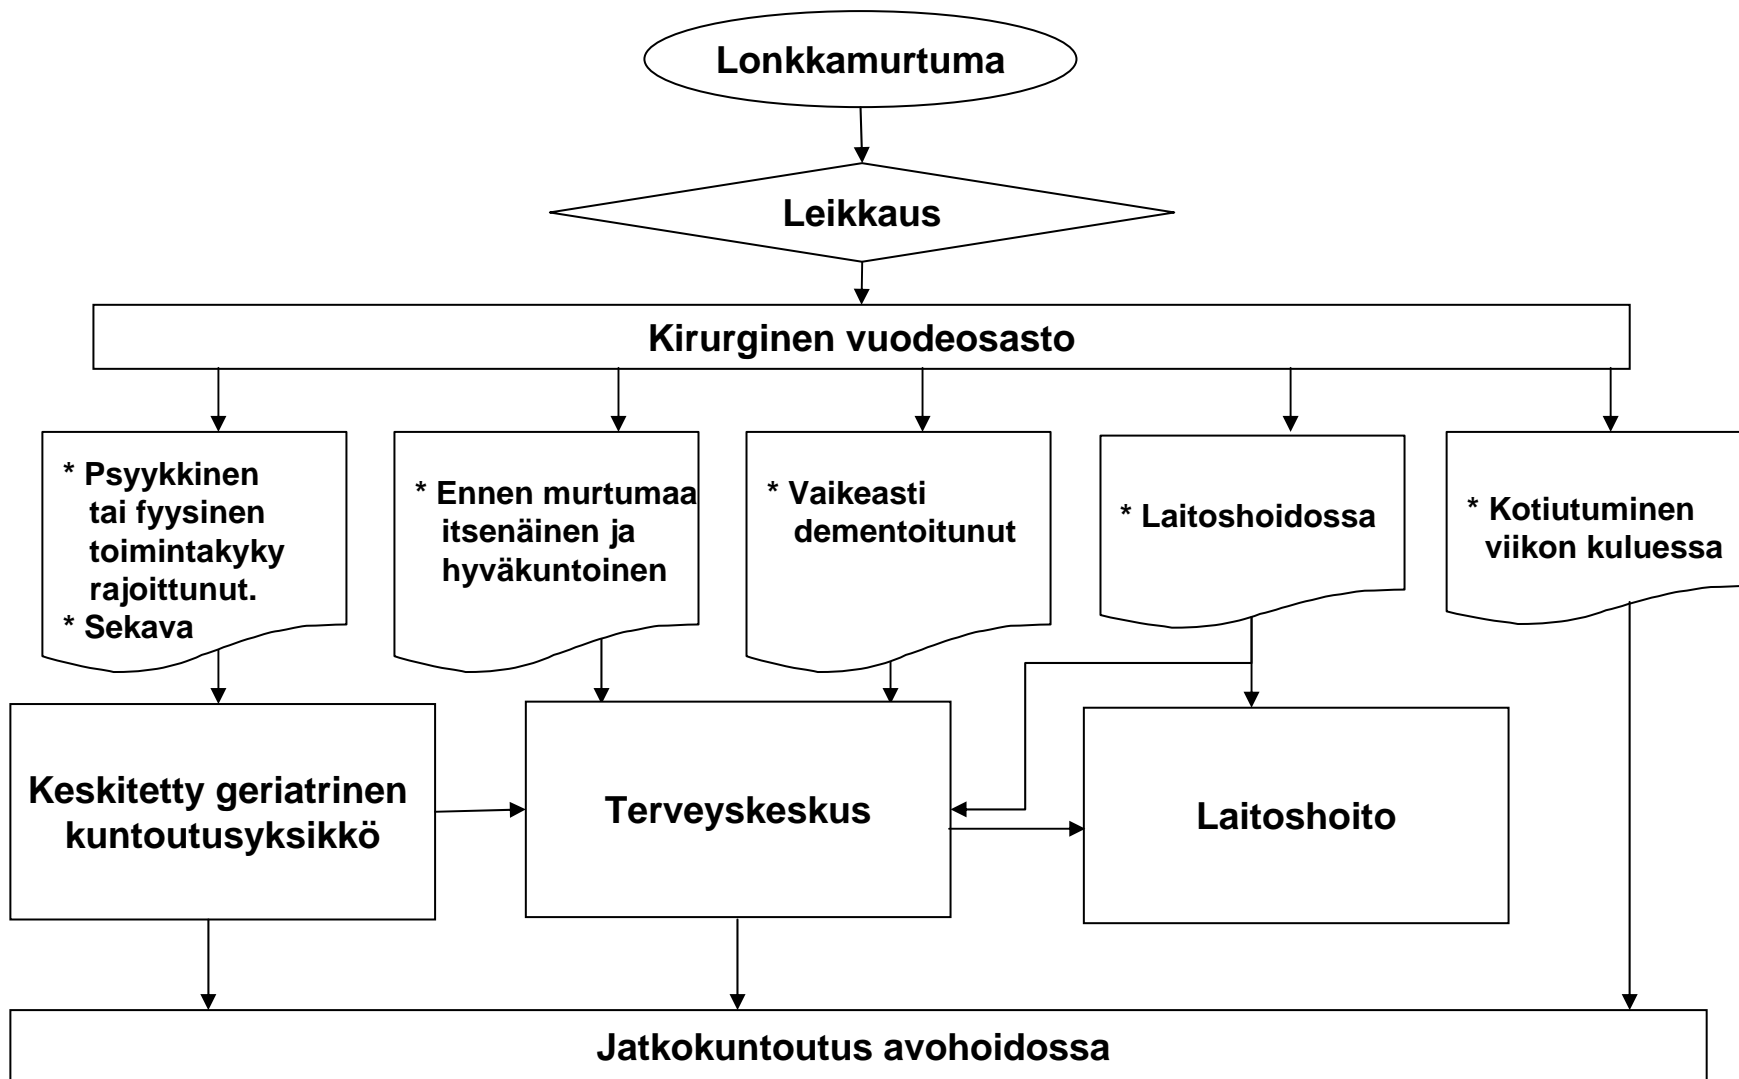 Lonkkamurtuma
Leikkaus
Kirurginen vuodeosasto
* Psyykkinen
tai fyysinen
toimintakyky
rajoittunut.
* Sekava
* Ennen murtumaa
itsenäinen ja
hyväkuntoinen
* Vaikeasti
dementoitunut
* Laitoshoidossa
* Kotiutuminen
viikon kuluessa
Keskitetty geriatrinen
kuntoutusyksikkö
Terveyskeskus
Laitoshoito
Jatkokuntoutus avohoidossa